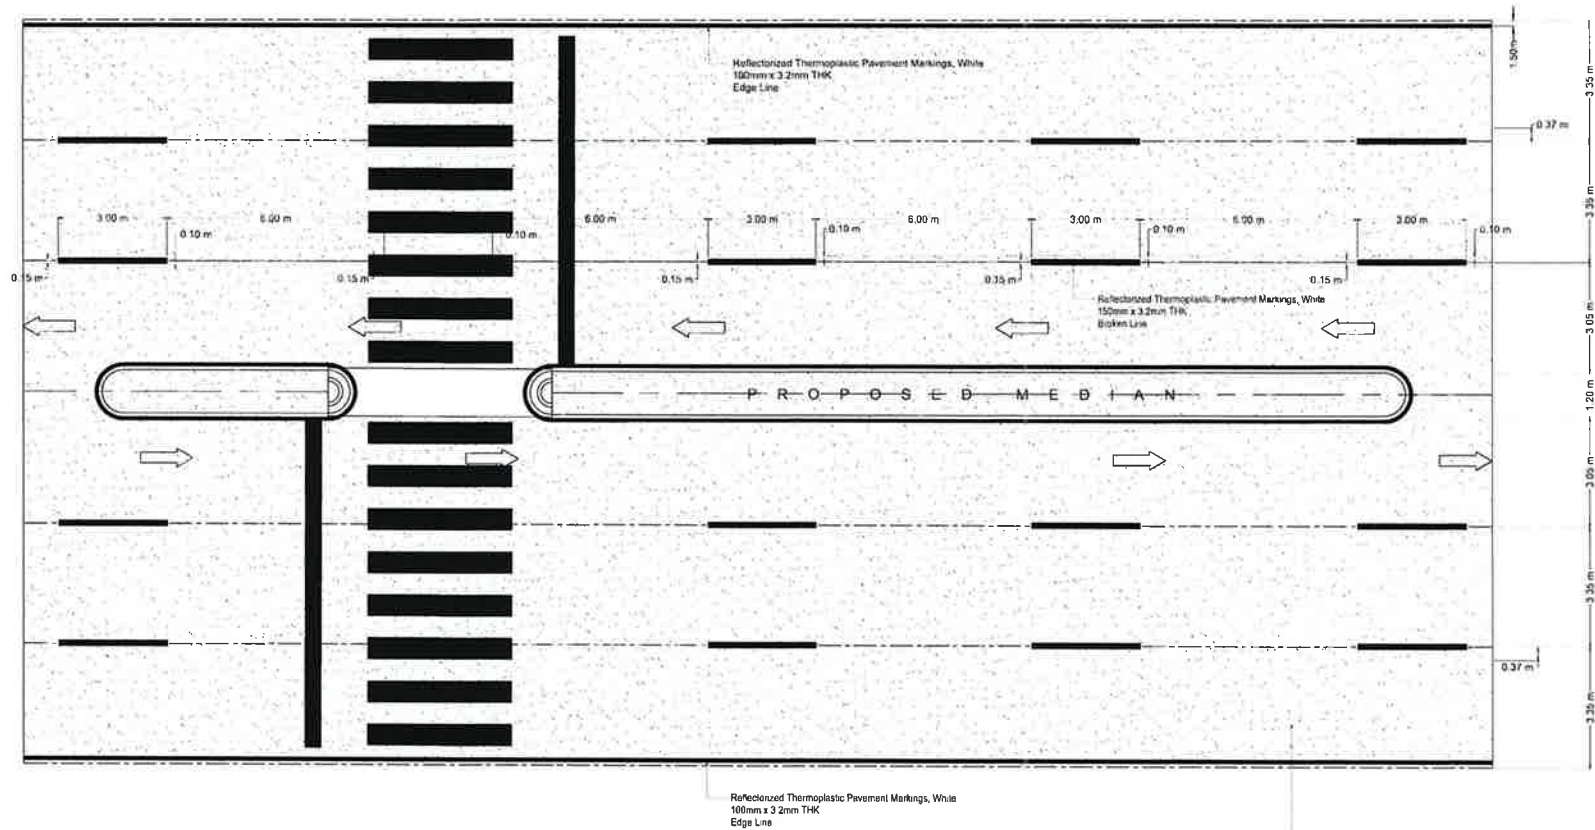 Reflectorized Thermoplastic Pavement Markings, White
100mm x 3.2mm THK
Edge Line
1.50m
3.35 m
0.37 m
3.35 m
3.00 m
6.00 m
6.00 m
3.00 m
6.00 m
3.00 m
6.00 m
3.00 m
0.10 m
0.10 m
0.10 m
0.10 m
0.10 m
0.15 m
0.15 m
0.15 m
0.15 m
Reflectorized Thermoplastic Pavement Markings, White
150mm x 3.2mm THK
Broken Line
3.05 m
PROPOSED MEDIAN
1.20 m
3.05 m
3.35 m
0.37 m
3.35 m
Reflectorized Thermoplastic Pavement Markings, White
100mm x 3.2mm THK
Edge Line